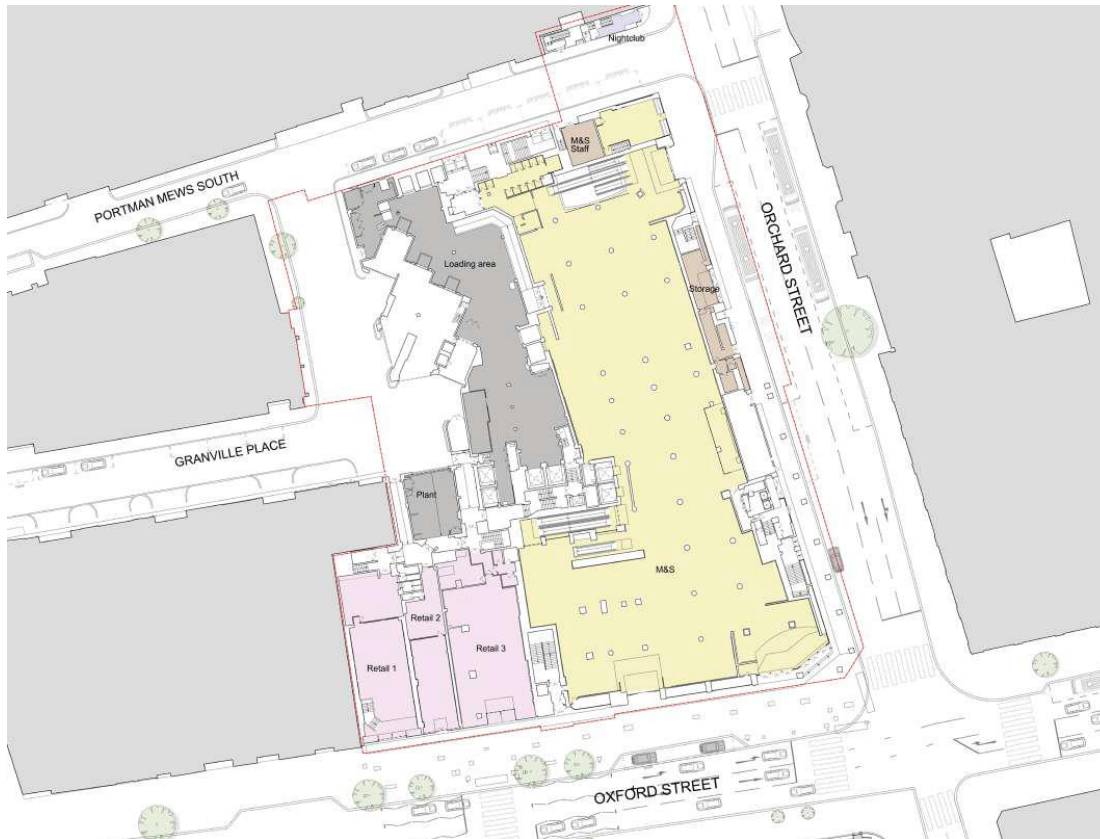 Nightclub
M&S
Staff
PORTMAN MEWS SOUTH
ORCHARD STREET
Loading area
Storage
GRANVILLE PLACE
Plant
M&S
Retail 2
Retail 3
Retail 1
OXFORD STREET